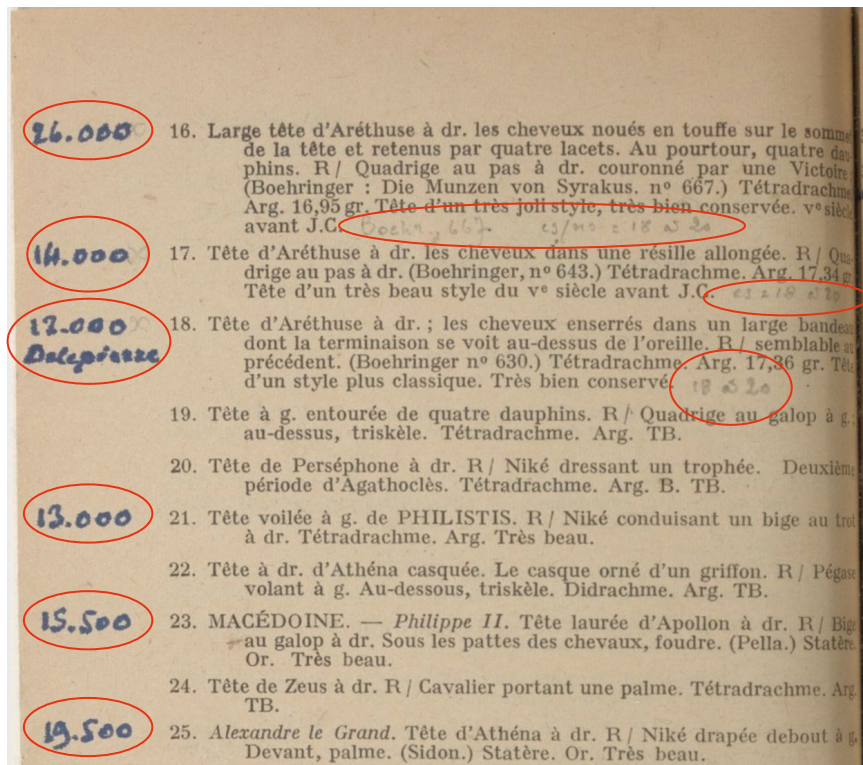 26.000 16. Large tête d'Aréthuse à dr. les cheveux noués en touffe sur le sommet
de la tête et retenus par quatre lacets. Au pourtour, quatre dau-
phins. R/ Quadrige au pas à dr. couronné par une Victoire.
(Boehringer : Die Munzen von Syrakus. nº 667.) Tétradrachme.
Arg. 16,95 gr. Tête d'un très joli style, très bien conservée. Vᵉ siècle
avant J.C. Boehr, 667. 18 à 20
14.000 17. Tête d'Aréthuse à dr. les cheveux dans une résille allongée. R/ Qua-
drige au pas à dr. (Boehringer, nº 643.) Tétradrachme. Arg. 17,34 gr.
Tête d'un très beau style du Vᵉ siècle avant J.C. 18 à 20
18. Tête d'Aréthuse à dr. ; les cheveux enserrés dans un large bandeau
dont la terminaison se voit au-dessus de l'oreille. R/ semblable au
précédent. (Boehringer nº 630.) Tétradrachme. Arg. 17,36 gr. Tête
d'un style plus classique. Très bien conservé. 18 à 20
19. Tête à g. entourée de quatre dauphins. R/ Quadrige au galop à g. ;
au-dessus, triskèle. Tétradrachme. Arg. TB.
20. Tête de Perséphone à dr. R/ Niké dressant un trophée. Deuxième
période d'Agathoclès. Tétradrachme. Arg. B. TB.
13.000 21. Tête voilée à g. de PHILISTIS. R/ Niké conduisant un bige au trot
à dr. Tétradrachme. Arg. Très beau.
22. Tête à dr. d'Athéna casquée. Le casque orné d'un griffon. R/ Pégase
volant à g. Au-dessous, triskèle. Didrachme. Arg. TB.
15.500 23. MACÉDOINE. — Philippe II. Tête laurée d'Apollon à dr. R/ Bige
au galop à dr. Sous les pattes des chevaux, foudre. (Pella.) Statère.
Or. Très beau.
24. Tête de Zeus à dr. R/ Cavalier portant une palme. Tétradrachme. Arg.
TB.
19.500 25. Alexandre le Grand. Tête d'Athéna à dr. R/ Niké drapée debout à g.
Devant, palme. (Sidon.) Statère. Or. Très beau.